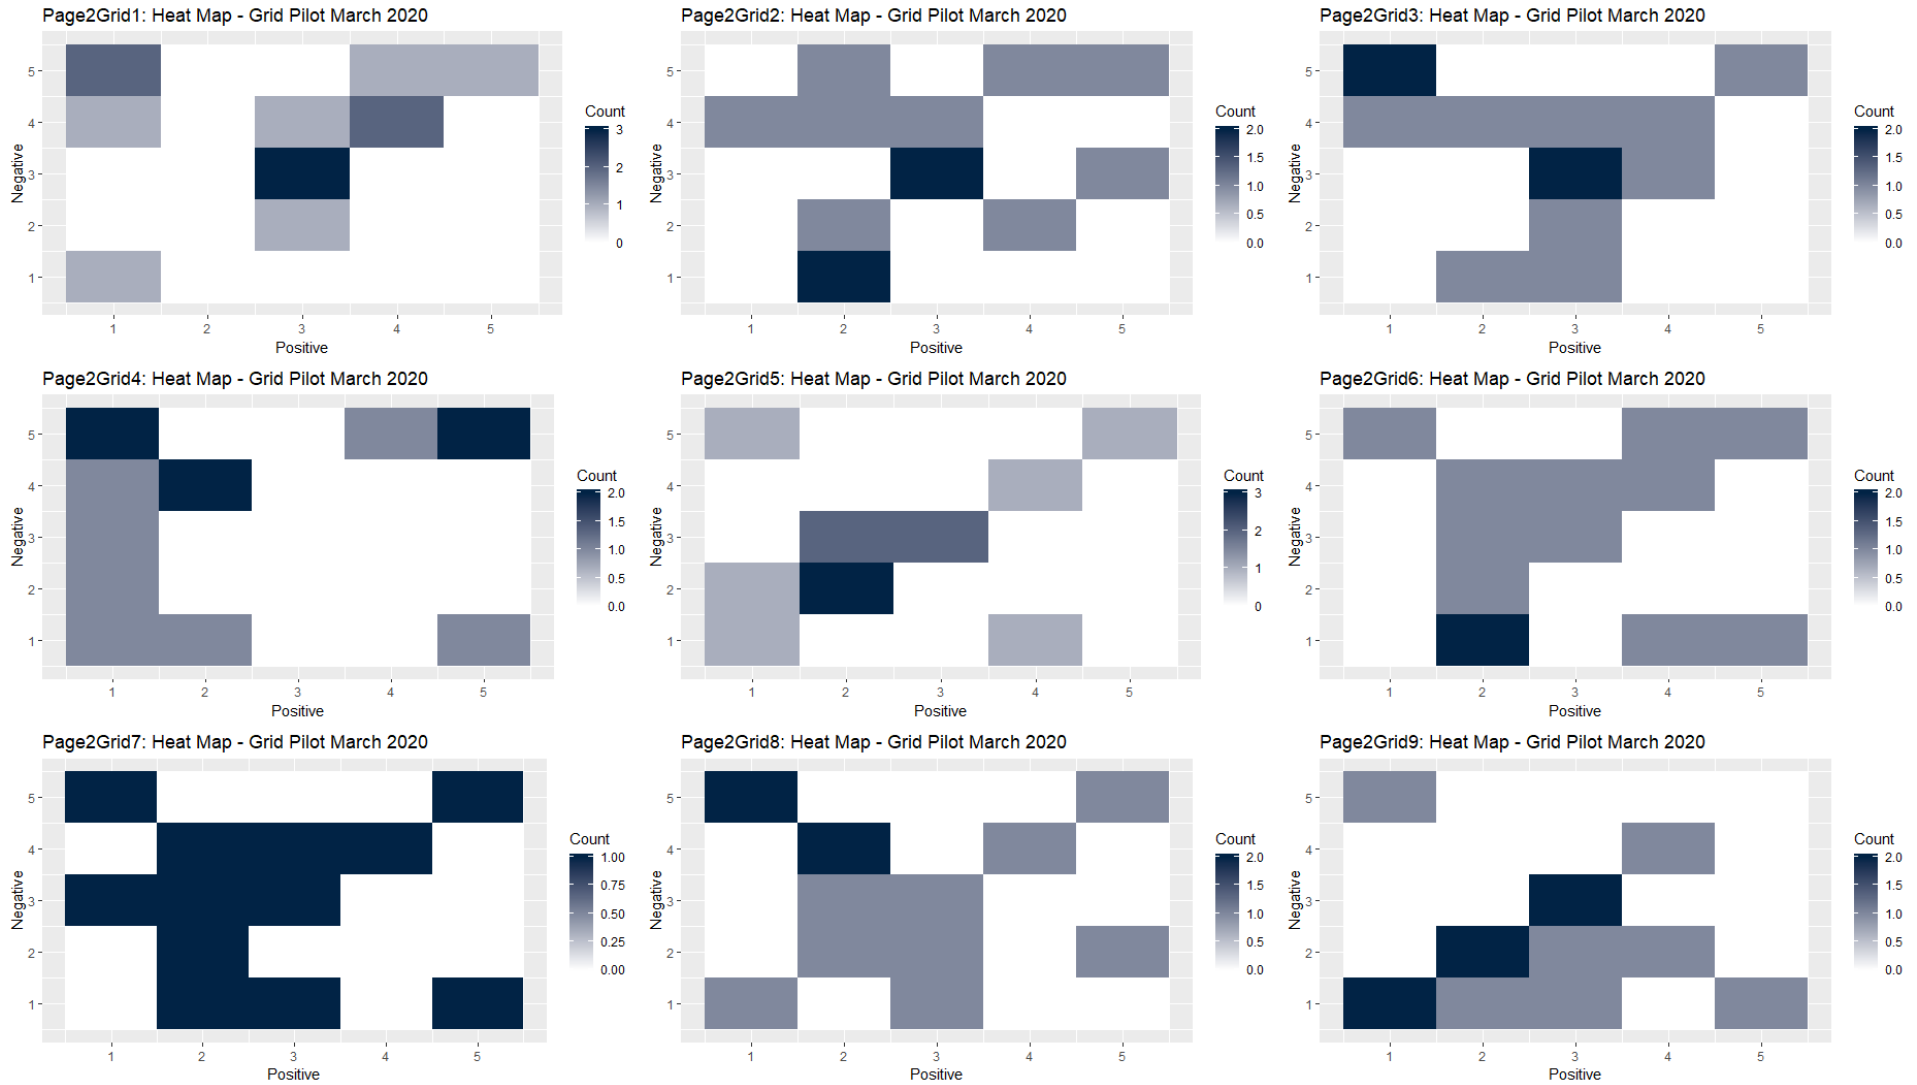 Page2Grid1: Heat Map - Grid Pilot March 2020
5
4
3
2
1
Negative
1 2 3 4 5
Positive
Count
3
2
1
0
Page2Grid2: Heat Map - Grid Pilot March 2020
5
4
3
2
1
Negative
1 2 3 4 5
Positive
Count
2.0
1.5
1.0
0.5
0.0
Page2Grid3: Heat Map - Grid Pilot March 2020
5
4
3
2
1
Negative
1 2 3 4 5
Positive
Count
2.0
1.5
1.0
0.5
0.0
Page2Grid4: Heat Map - Grid Pilot March 2020
5
4
3
2
1
Negative
1 2 3 4 5
Positive
Count
2.0
1.5
1.0
0.5
0.0
Page2Grid5: Heat Map - Grid Pilot March 2020
5
4
3
2
1
Negative
1 2 3 4 5
Positive
Count
3
2
1
0
Page2Grid6: Heat Map - Grid Pilot March 2020
5
4
3
2
1
Negative
1 2 3 4 5
Positive
Count
2.0
1.5
1.0
0.5
0.0
Page2Grid7: Heat Map - Grid Pilot March 2020
5
4
3
2
1
Negative
1 2 3 4 5
Positive
Count
1.00
0.75
0.50
0.25
0.00
Page2Grid8: Heat Map - Grid Pilot March 2020
5
4
3
2
1
Negative
1 2 3 4 5
Positive
Count
2.0
1.5
1.0
0.5
0.0
Page2Grid9: Heat Map - Grid Pilot March 2020
5
4
3
2
1
Negative
1 2 3 4 5
Positive
Count
2.0
1.5
1.0
0.5
0.0